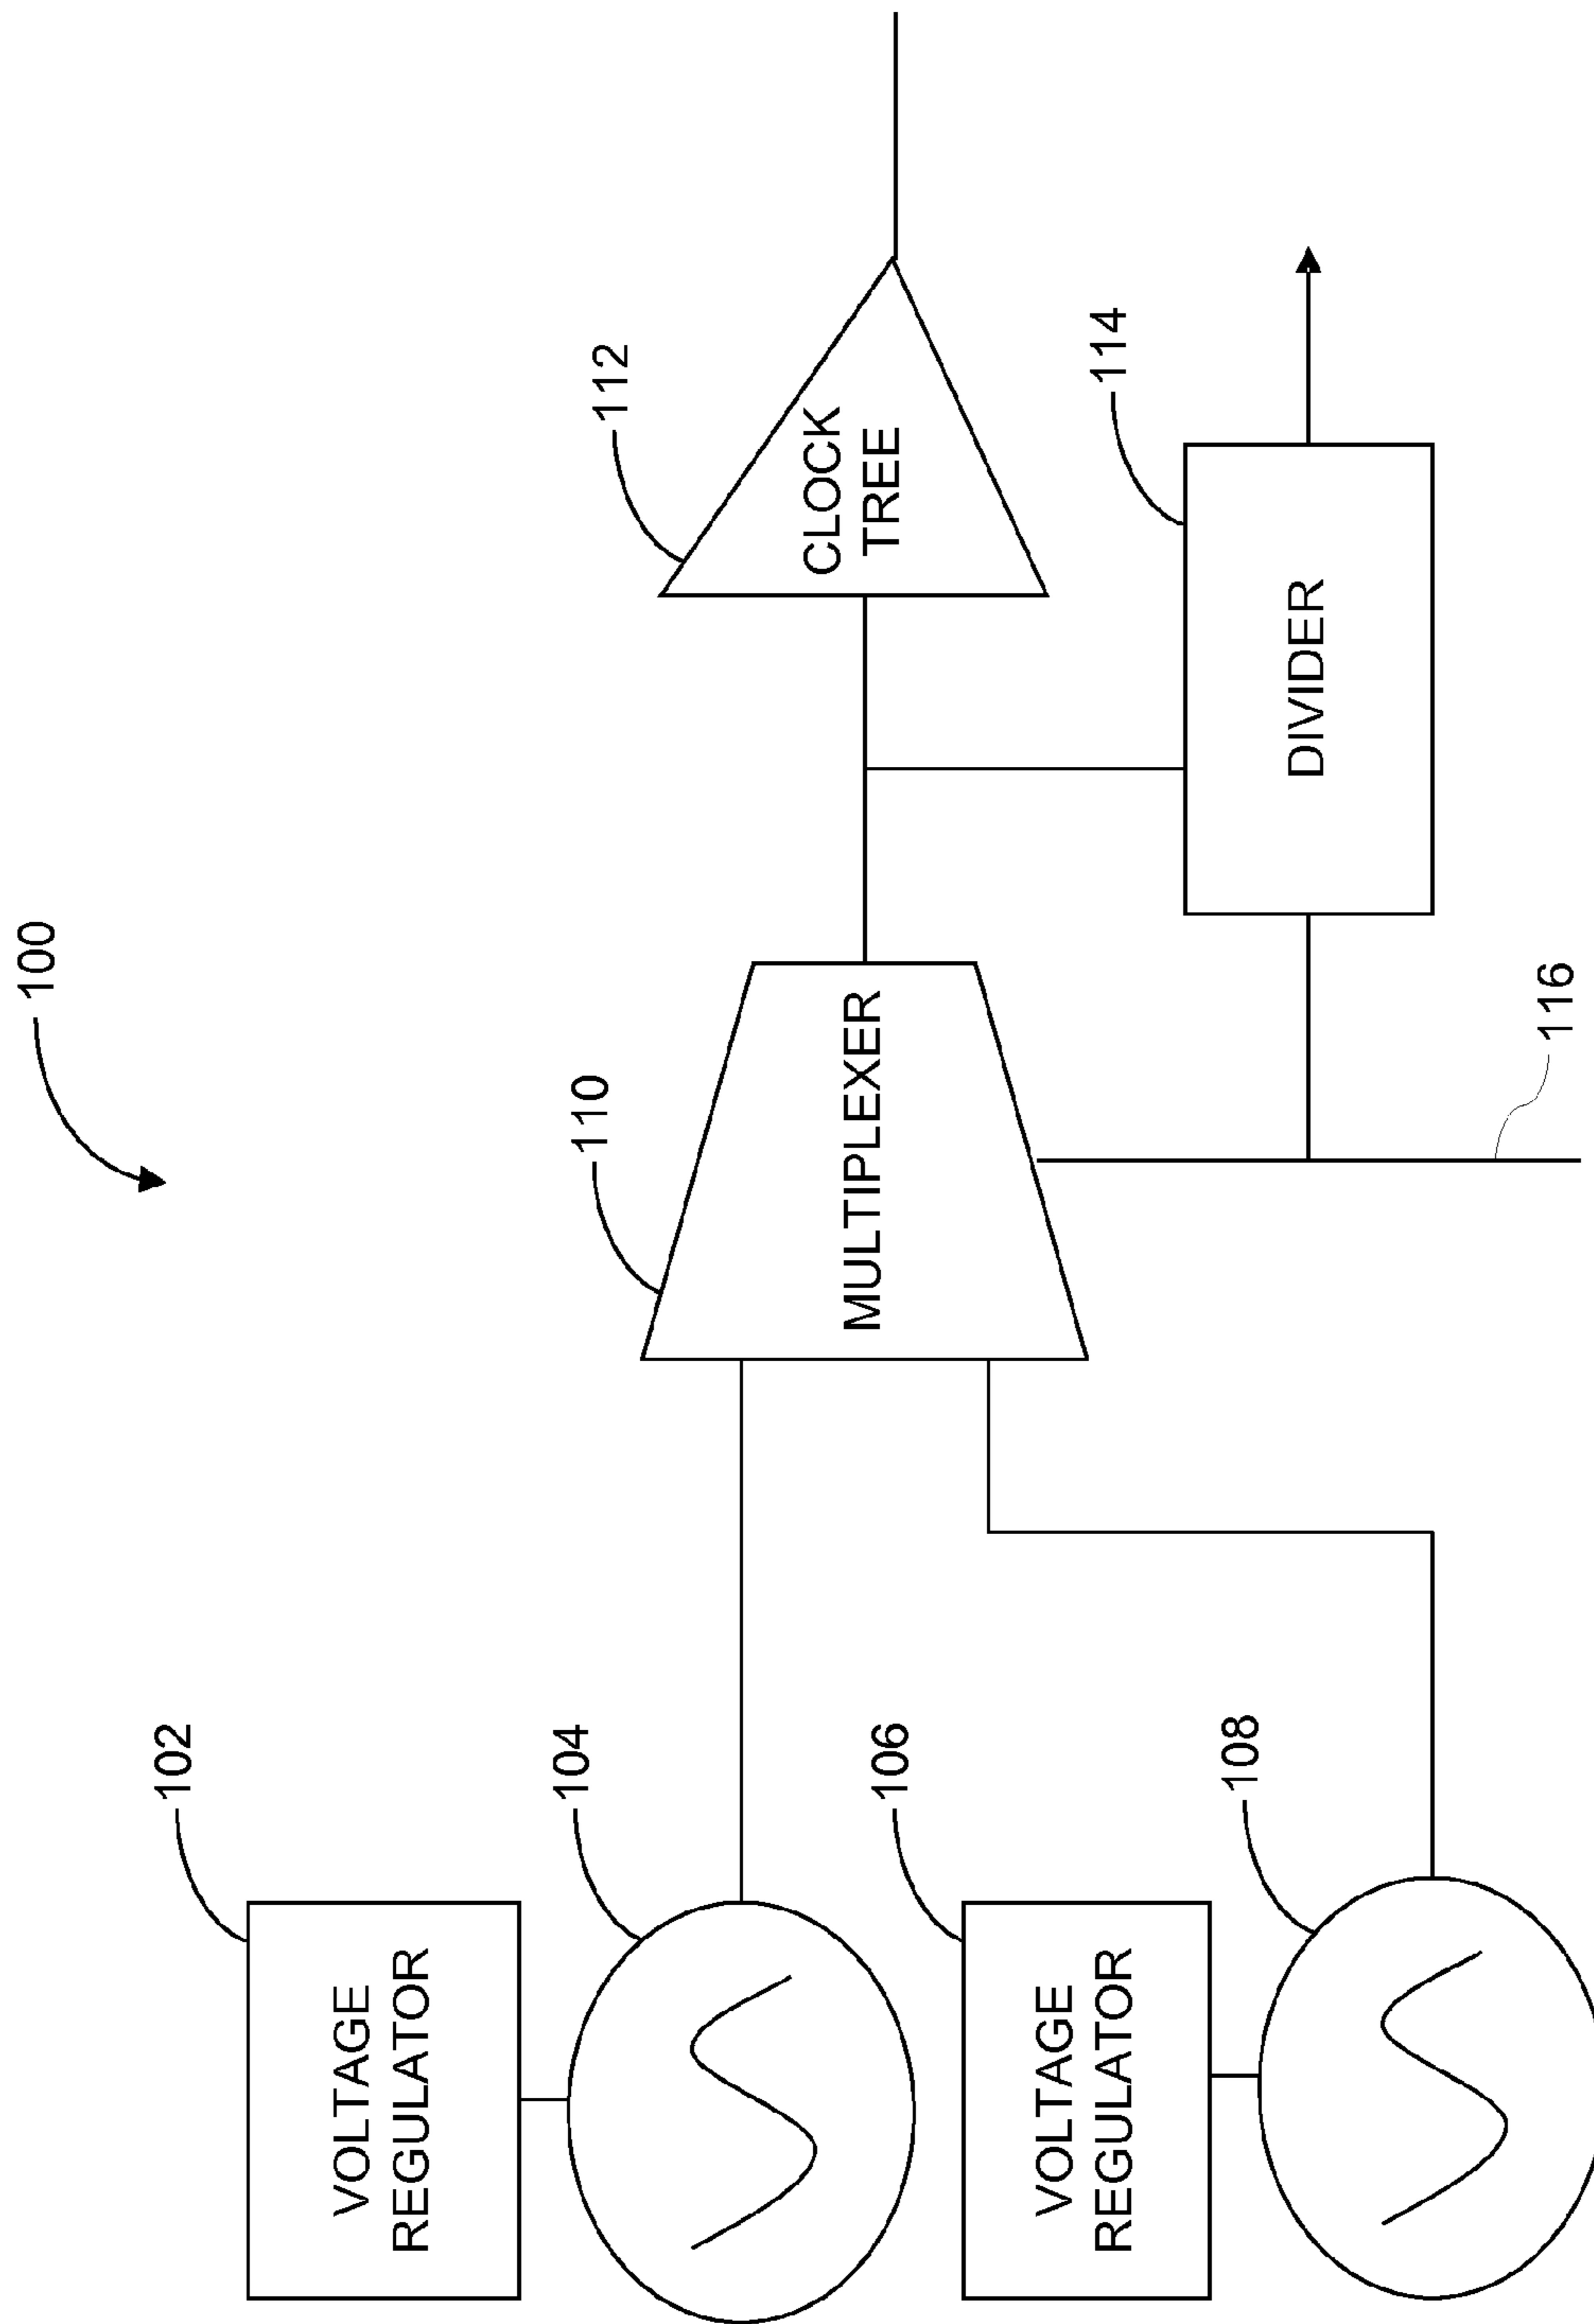 100
102
VOLTAGE
REGULATOR
104
106
VOLTAGE
REGULATOR
108
110
MULTIPLEXER
112
CLOCK
TREE
114
DIVIDER
116